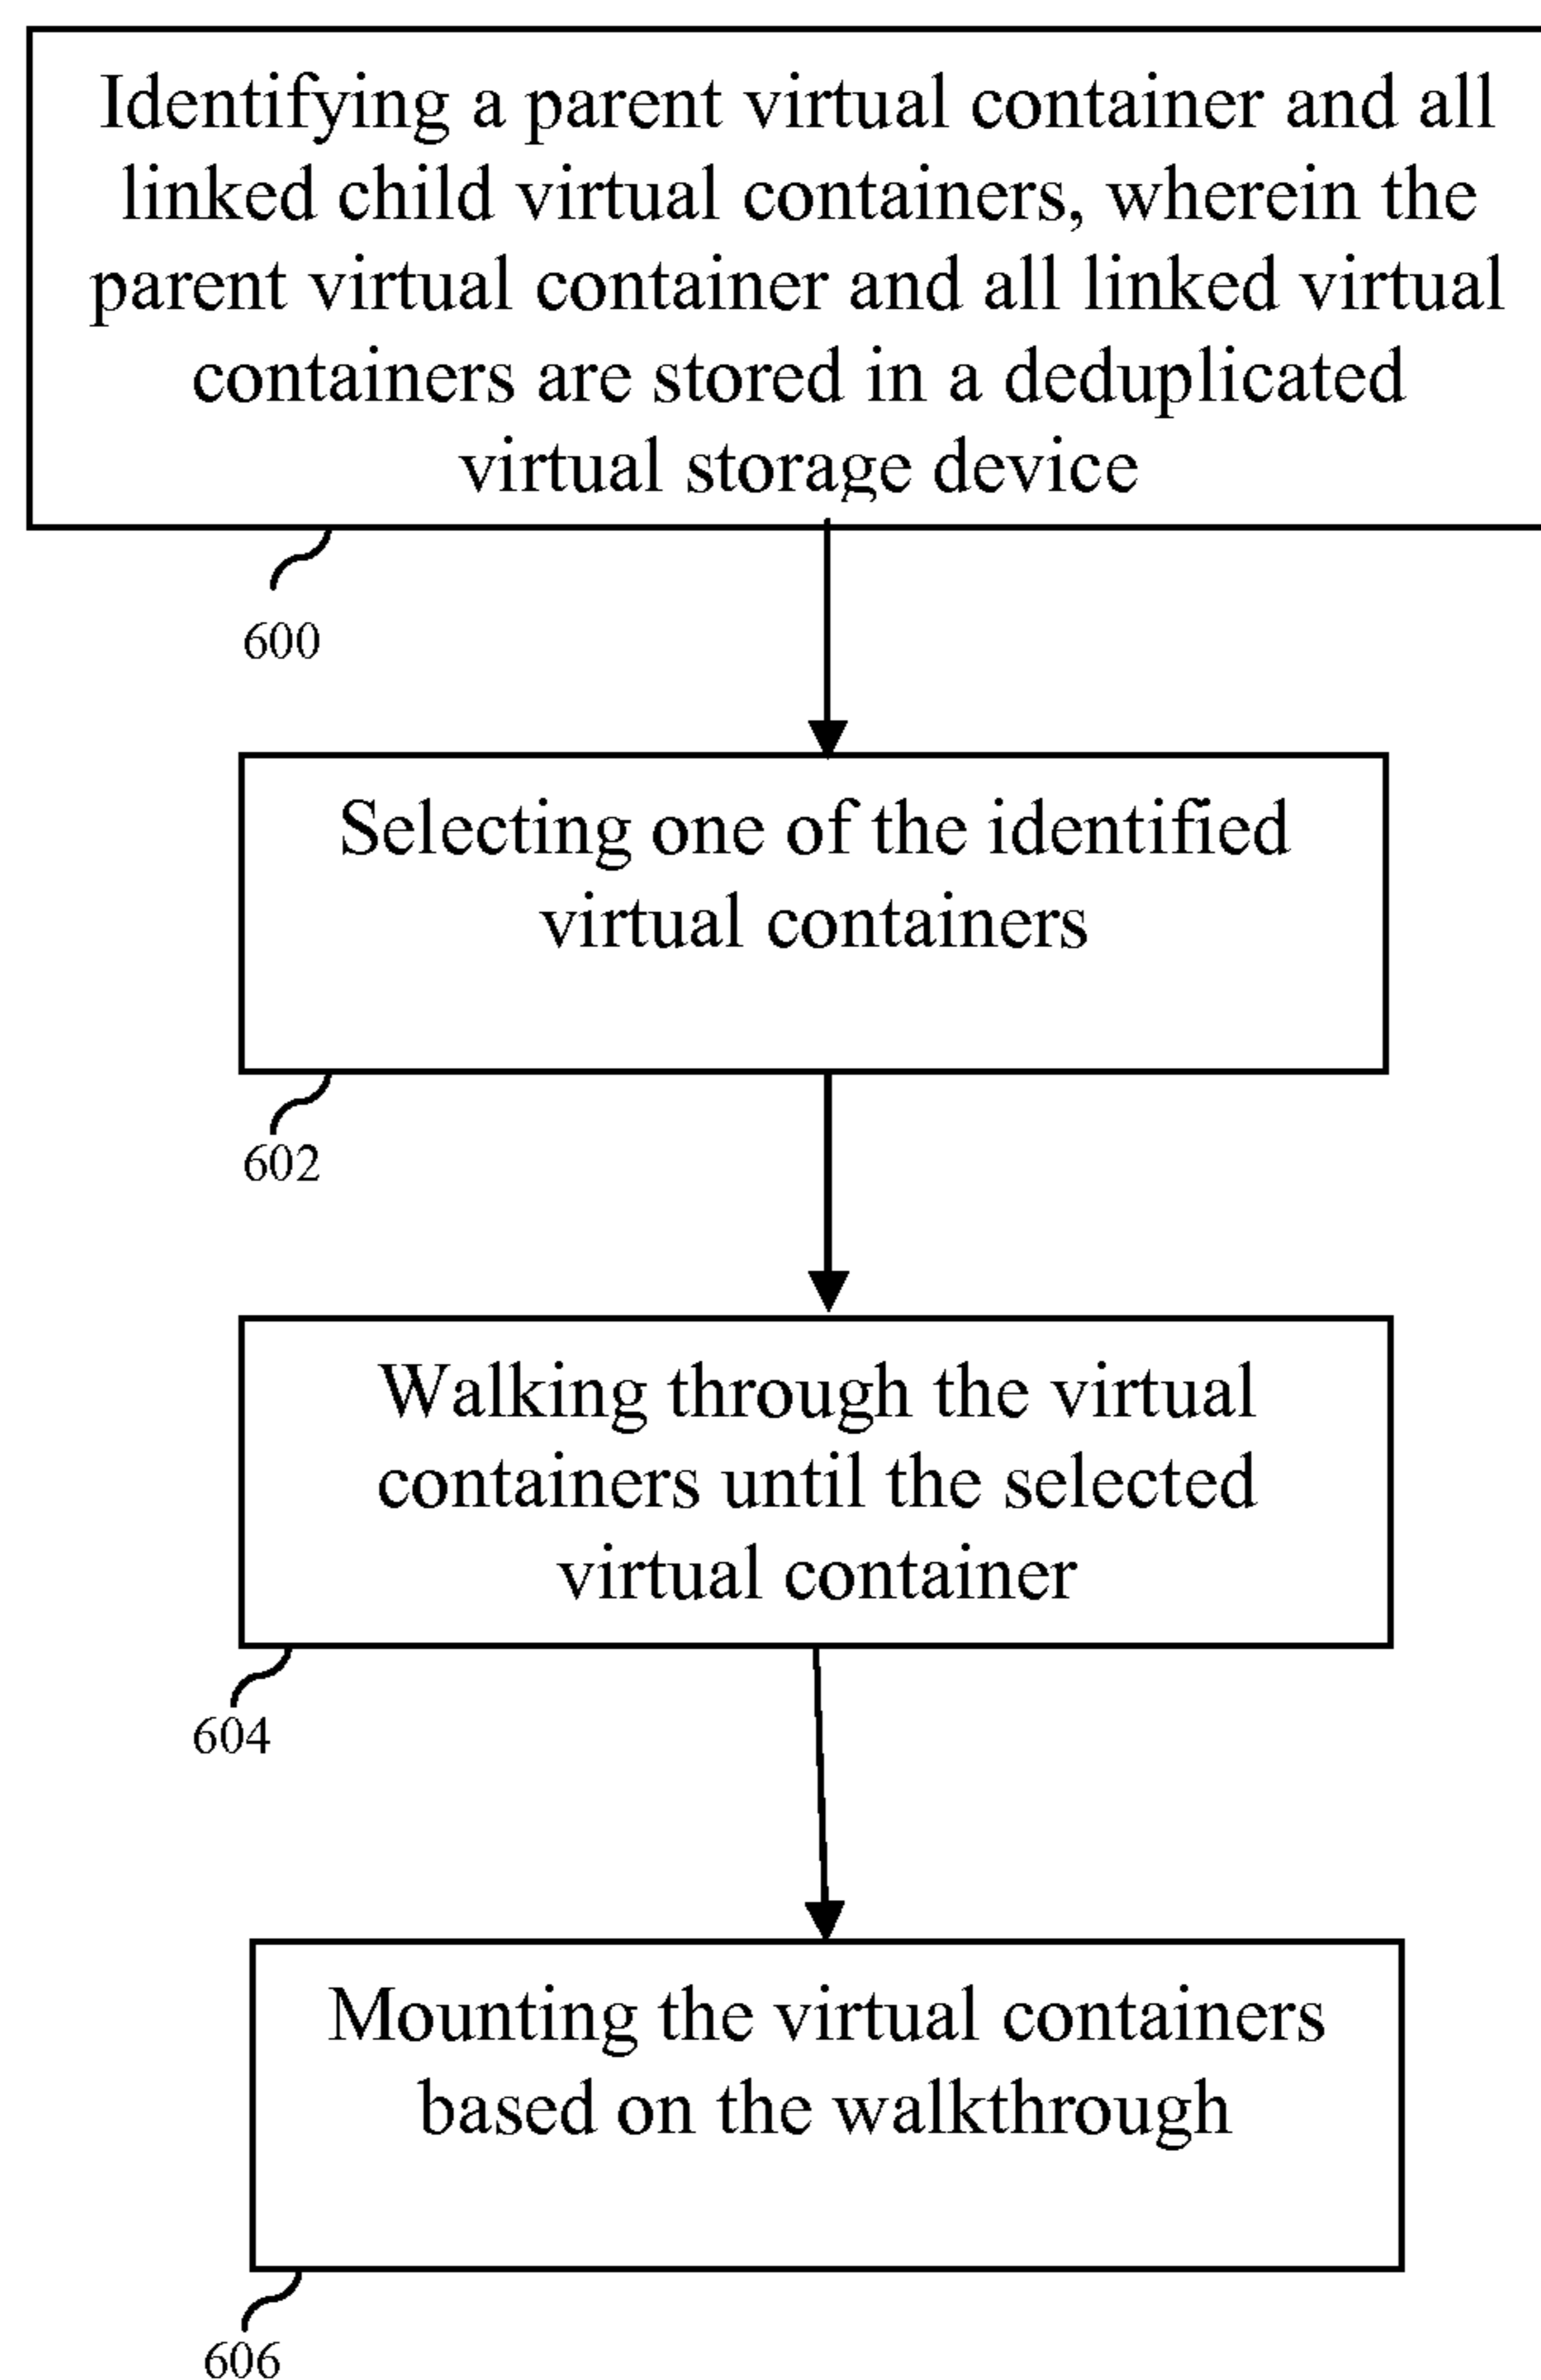 Identifying a parent virtual container and all
linked child virtual containers, wherein the
parent virtual container and all linked virtual
containers are stored in a deduplicated
virtual storage device
600
Selecting one of the identified
virtual containers
602
Walking through the virtual
containers until the selected
virtual container
604
Mounting the virtual containers
based on the walkthrough
606